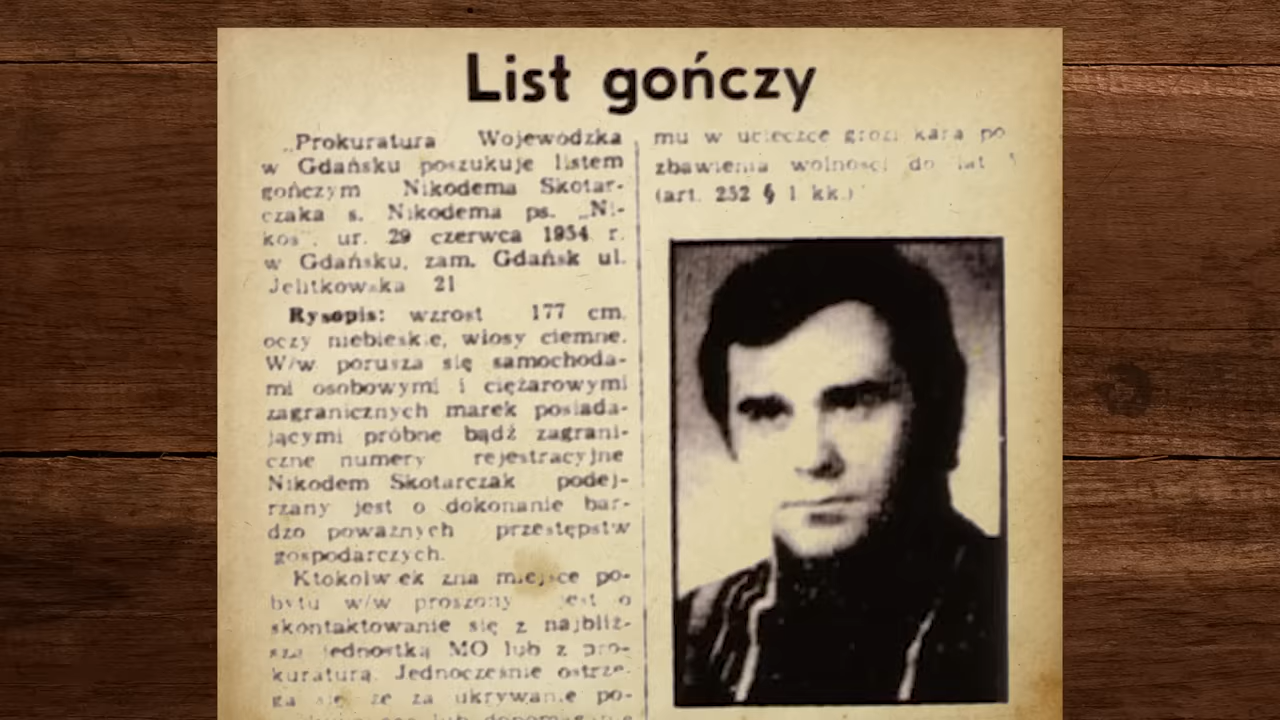 List gończy
„Prokuratura Wojewódzka
w Gdańsku poszukuje listem
gończym Nikodema Skotar-
czaka s. Nikodema ps. „Ni-
kos", ur. 29 czerwca 1954 r.
w Gdańsku, zam. Gdańsk ul.
Jelitkowska 21
Rysopis: wzrost 177 cm,
oczy niebieskie, włosy ciemne.
W/w porusza się samochoda-
mi osobowymi i ciężarowymi
zagranicznych marek posiada-
jącymi próbne bądź zagrani-
czne numery rejestracyjne
Nikodem Skotarczak podej-
rzany jest o dokonanie bar-
dzo poważnych przestępstw
gospodarczych.
Ktokolwiek zna miejsce po-
bytu w/w proszony jest o
skontaktowanie się z najbliż-
szą jednostką MO lub z pro-
kuraturą. Jednocześnie ostrze-
ga się, że za ukrywanie po-
lub
mu w ucieczce grozi kara po
zbawienia wolności do lat
(art. 252 § 1 kk.)